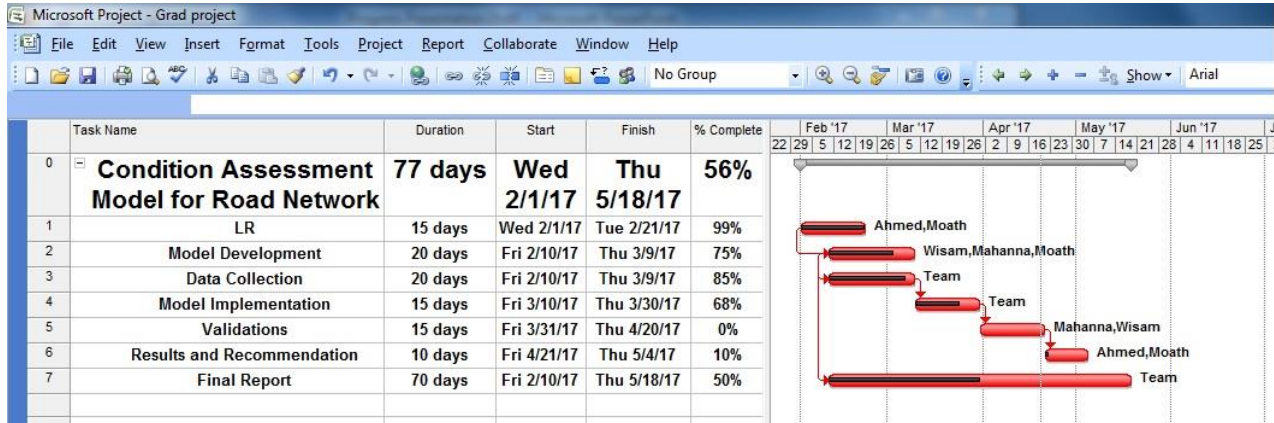 Microsoft Project - Grad project
File Edit View Insert Format Tools Project Report Collaborate Window Help
No Group Show Arial
Task Name Duration Start Finish % Complete Feb '17 Mar '17 Apr '17 May '17 Jun '17
22 29 5 12 19 26 5 12 19 26 2 9 16 23 30 7 14 21 28 4 11 18 25
0 Condition Assessment 77 days Wed Thu 56%
Model for Road Network 2/1/17 5/18/17
1 LR 15 days Wed 2/1/17 Tue 2/21/17 99% Ahmed,Moath
2 Model Development 20 days Fri 2/10/17 Thu 3/9/17 75% Wisam,Mahanna,Moath
3 Data Collection 20 days Fri 2/10/17 Thu 3/9/17 85% Team
4 Model Implementation 15 days Fri 3/10/17 Thu 3/30/17 68% Team
5 Validations 15 days Fri 3/31/17 Thu 4/20/17 0% Mahanna,Wisam
6 Results and Recommendation 10 days Fri 4/21/17 Thu 5/4/17 10% Ahmed,Moath
7 Final Report 70 days Fri 2/10/17 Thu 5/18/17 50% Team